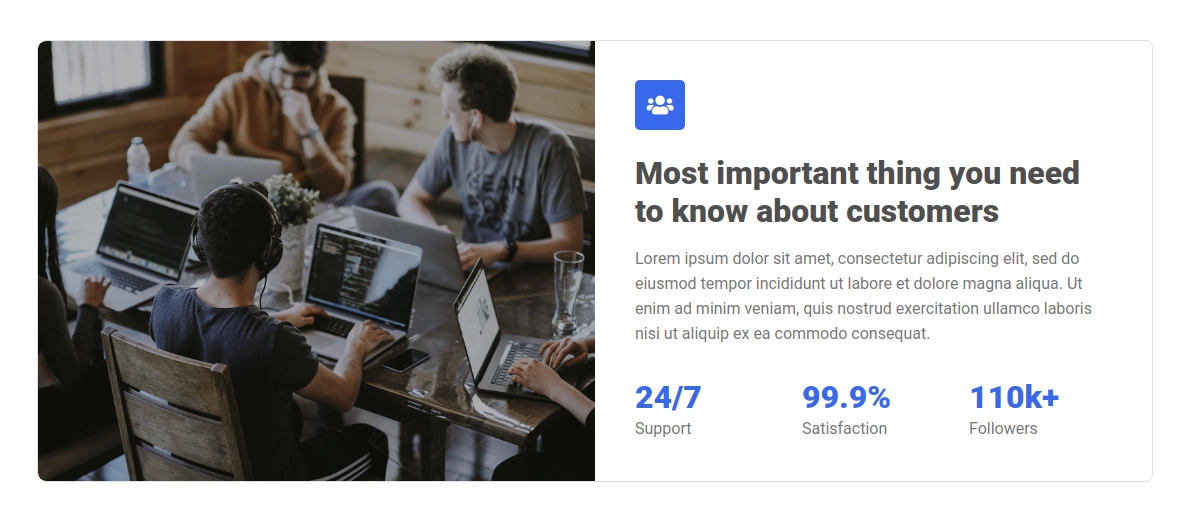 Most important thing you need
to know about customers
Lorem ipsum dolor sit amet, consectetur adipiscing elit, sed do
eiusmod tempor incididunt ut labore et dolore magna aliqua. Ut
enim ad minim veniam, quis nostrud exercitation ullamco laboris
nisi ut aliquip ex ea commodo consequat.
24/7 99.9% 110k+
Support Satisfaction Followers